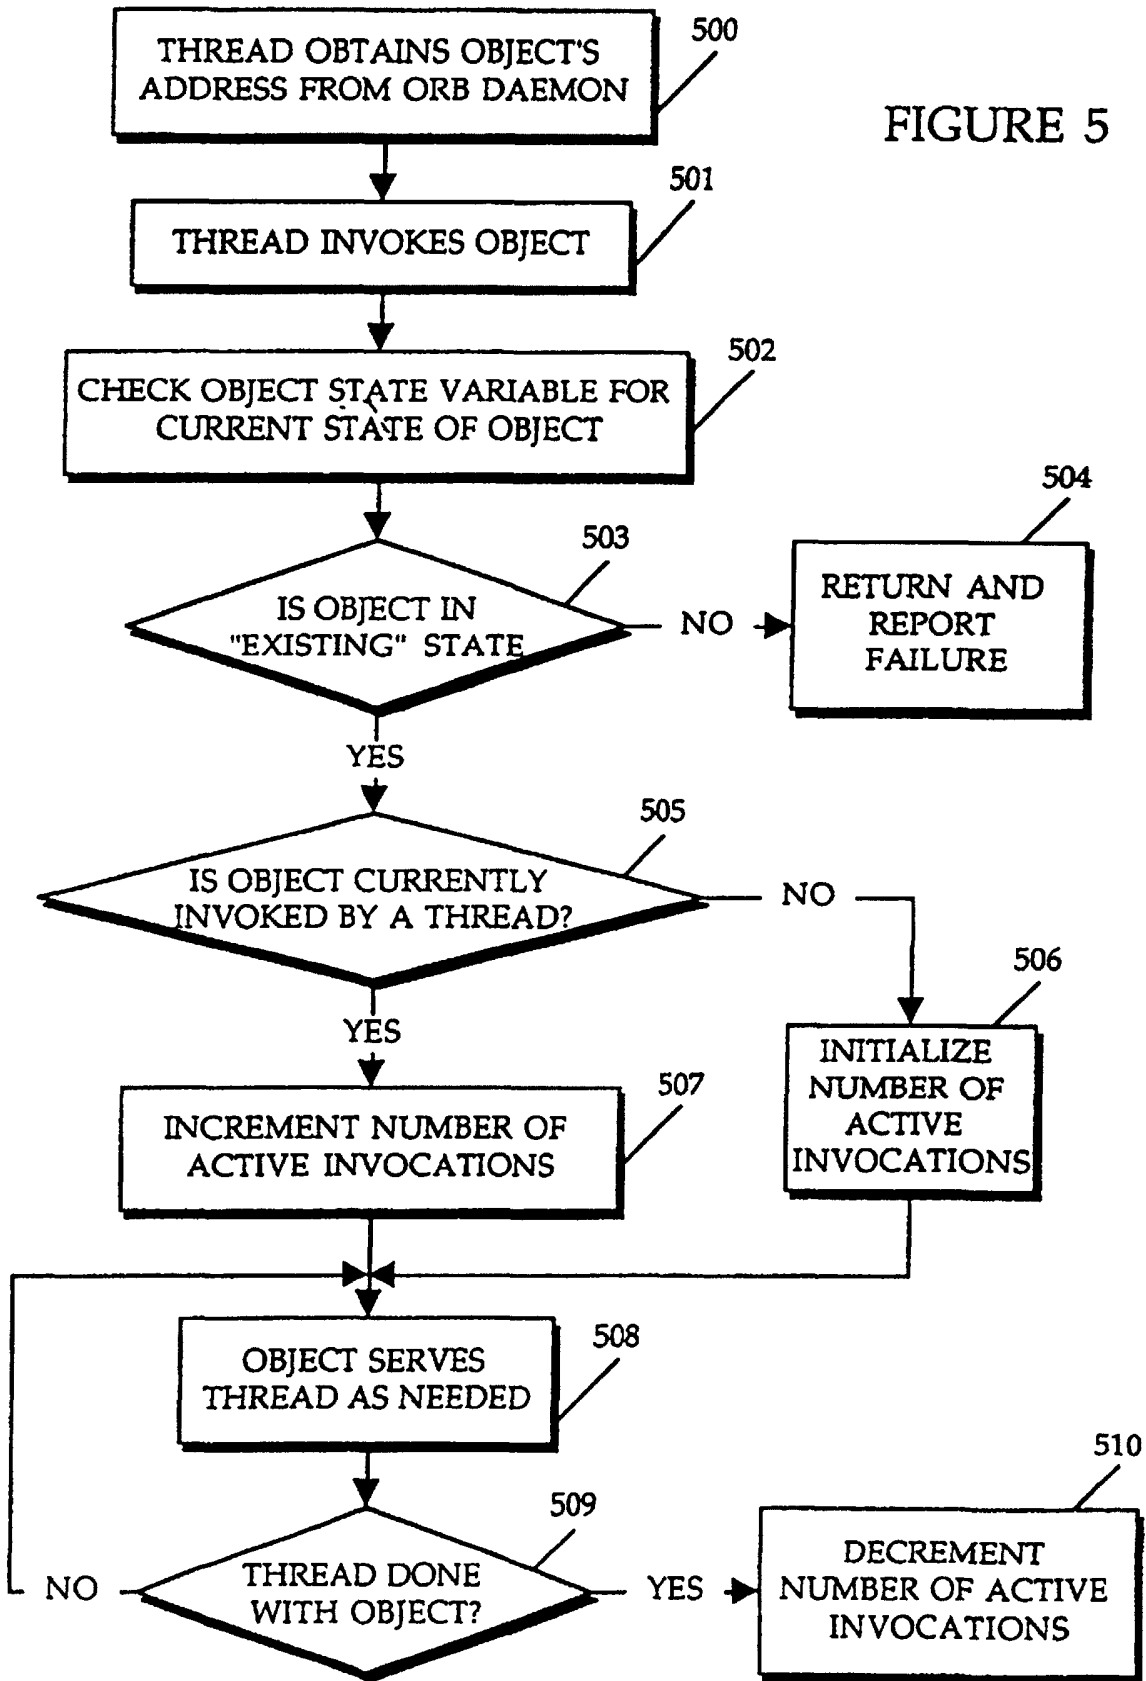 THREAD OBTAINS OBJECT'S
ADDRESS FROM ORB DAEMON
500
FIGURE 5
501
THREAD INVOKES OBJECT
502
CHECK OBJECT STATE VARIABLE FOR
CURRENT STATE OF OBJECT
503
504
IS OBJECT IN
"EXISTING" STATE
NO
RETURN AND
REPORT
FAILURE
YES
505
IS OBJECT CURRENTLY
INVOKED BY A THREAD?
NO
506
YES
INITIALIZE
NUMBER OF
ACTIVE
INVOCATIONS
507
INCREMENT NUMBER OF
ACTIVE INVOCATIONS
508
OBJECT SERVES
THREAD AS NEEDED
509
510
THREAD DONE
WITH OBJECT?
NO
YES
DECREMENT
NUMBER OF ACTIVE
INVOCATIONS